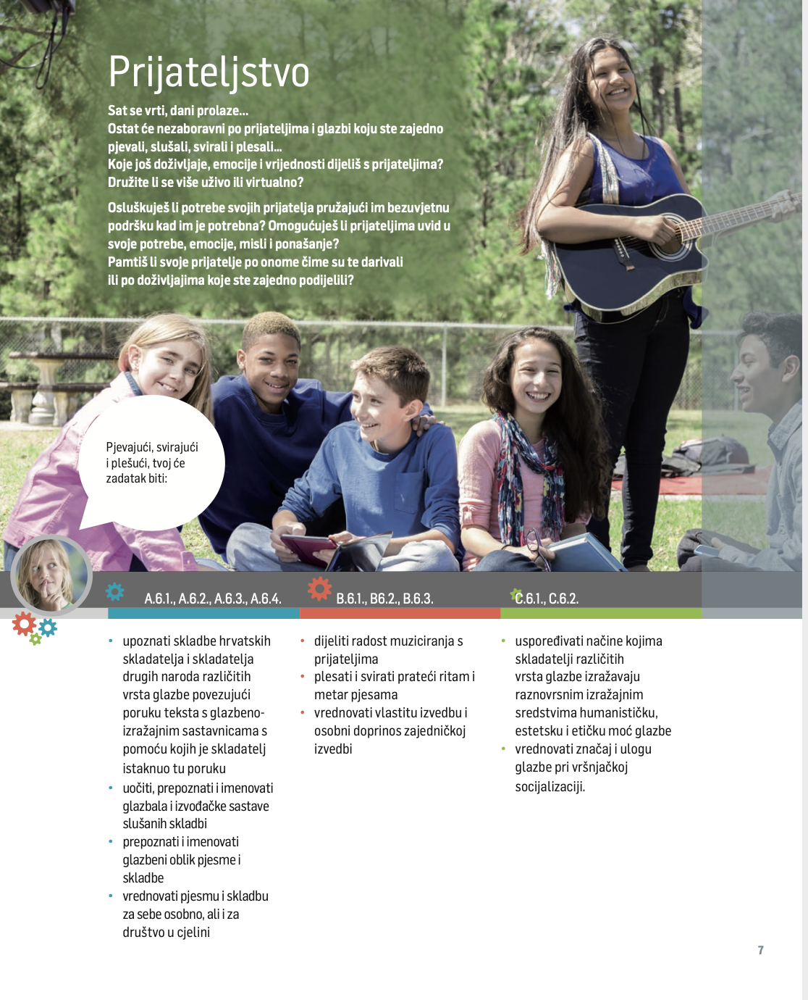 Prijateljstvo
Sat se vrti, dani prolaze...
Ostat će nezaboravni po prijateljima i glazbi koju ste zajedno
pjevali, slušali, svirali i plesali...
Koje još doživljaje, emocije i vrijednosti dijeliš s prijateljima?
Družite li se više uživo ili virtualno?
Osluškuješ li potrebe svojih prijatelja pružajući im bezuvjetnu
podršku kad im je potrebna? Omogućuješ li prijateljima uvid u
svoje potrebe, emocije, misli i ponašanje?
Pamtiš li svoje prijatelje po onome čime su te darivali
ili po doživljajima koje ste zajedno podijelili?
Pjevajući, svirajući
i plešući, tvoj će
zadatak biti:
A.6.1., A.6.2., A.6.3., A.6.4.
• upoznati skladbe hrvatskih
skladatelja i skladatelja
drugih naroda različitih
vrsta glazbe povezujući
poruku teksta s glazbeno-
izražajnim sastavnicama s
pomoću kojih je skladatelj
istaknuo tu poruku
• uočiti, prepoznati i imenovati
glazbala i izvođačke sastave
slušanih skladbi
• prepoznati i imenovati
glazbeni oblik pjesme i
skladbe
• vrednovati pjesmu i skladbu
za sebe osobno, ali i za
društvo u cjelini
B.6.1., B6.2., B.6.3.
• dijeliti radost muziciranja s
prijateljima
• plesati i svirati prateći ritam i
metar pjesama
• vrednovati vlastitu izvedbu i
osobni doprinos zajedničkoj
izvedbi
C.6.1., C.6.2.
• uspoređivati načine kojima
skladatelji različitih
vrsta glazbe izražavaju
raznovrsnim izražajnim
sredstvima humanističku,
estetsku i etičku moć glazbe
• vrednovati značaj i ulogu
glazbe pri vršnjačkoj
socijalizaciji.
7